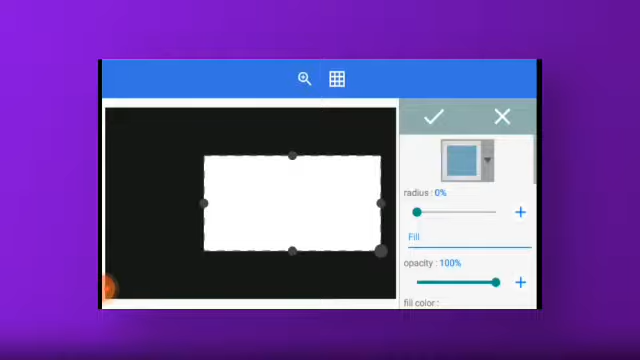 radius : 0%
Fill
opacity : 100%
fill color :